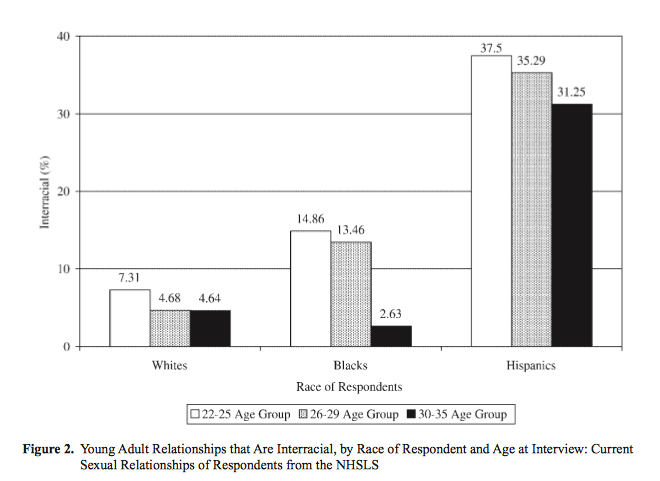 40
37.5
35.29
31.25
30
Interracial (%)
20
14.86
13.46
10
7.31
4.68
4.64
2.63
0
Whites
Blacks
Hispanics
Race of Respondents
22-25 Age Group 26-29 Age Group 30-35 Age Group
Figure 2. Young Adult Relationships that Are Interracial, by Race of Respondent and Age at Interview: Current
Sexual Relationships of Respondents from the NHSLS